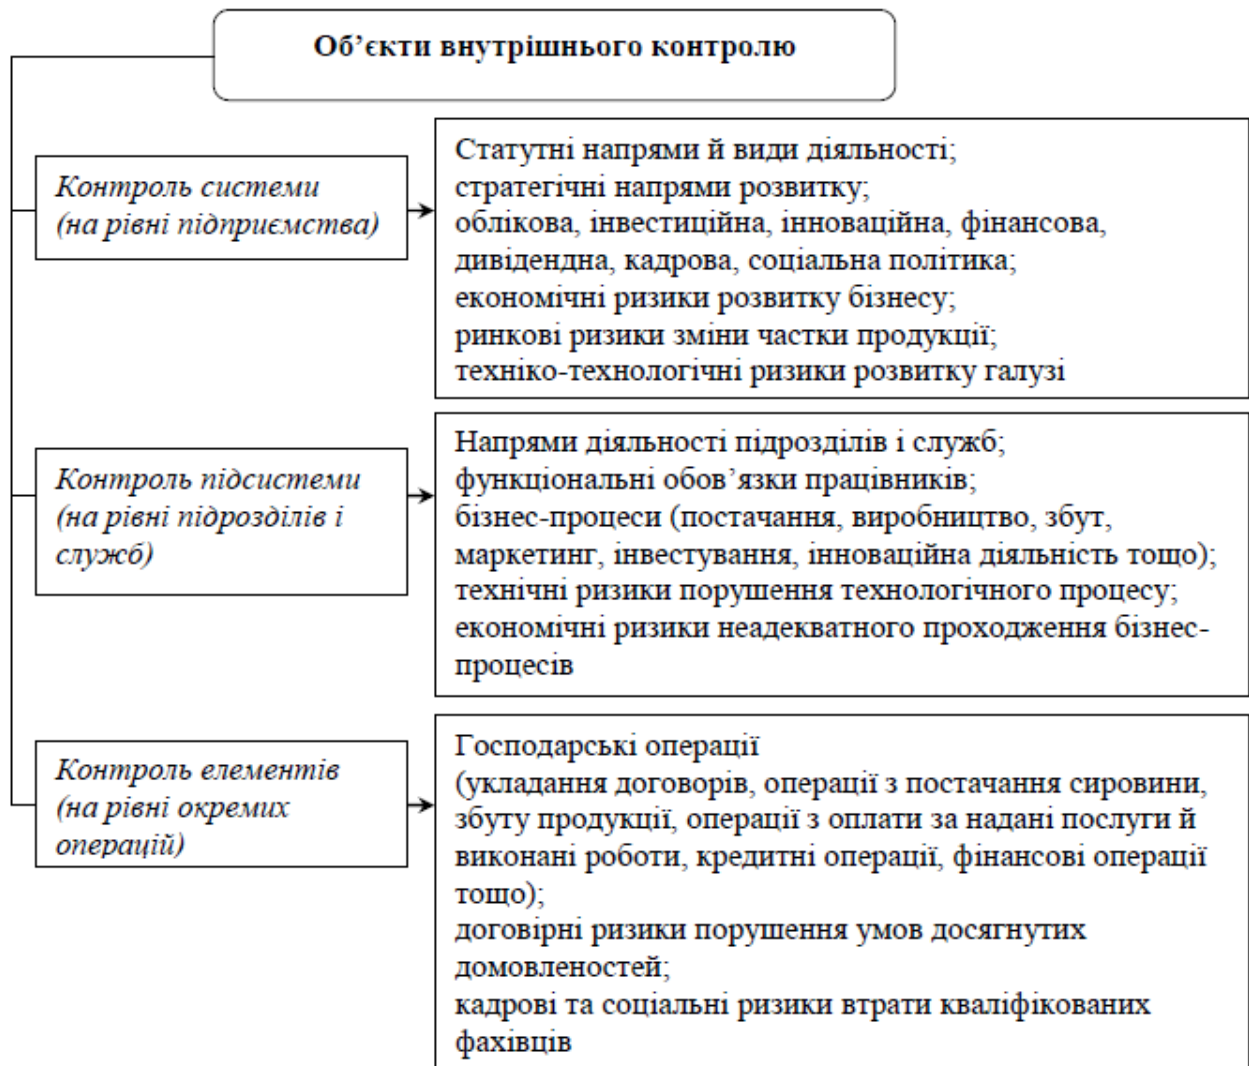 Об’єкти внутрішнього контролю
Контроль системи
(на рівні підприємства)
Статутні напрями й види діяльності;
стратегічні напрями розвитку;
облікова, інвестиційна, інноваційна, фінансова,
дивідендна, кадрова, соціальна політика;
економічні ризики розвитку бізнесу;
ринкові ризики зміни частки продукції;
техніко-технологічні ризики розвитку галузі
Контроль підсистеми
(на рівні підрозділів і
служб)
Напрями діяльності підрозділів і служб;
функціональні обов’язки працівників;
бізнес-процеси (постачання, виробництво, збут,
маркетинг, інвестування, інноваційна діяльність тощо);
технічні ризики порушення технологічного процесу;
економічні ризики неадекватного проходження бізнес-
процесів
Контроль елементів
(на рівні окремих
операцій)
Господарські операції
(укладання договорів, операції з постачання сировини,
збуту продукції, операції з оплати за надані послуги й
виконані роботи, кредитні операції, фінансові операції
тощо);
договірні ризики порушення умов досягнутих
домовленостей;
кадрові та соціальні ризики втрати кваліфікованих
фахівців